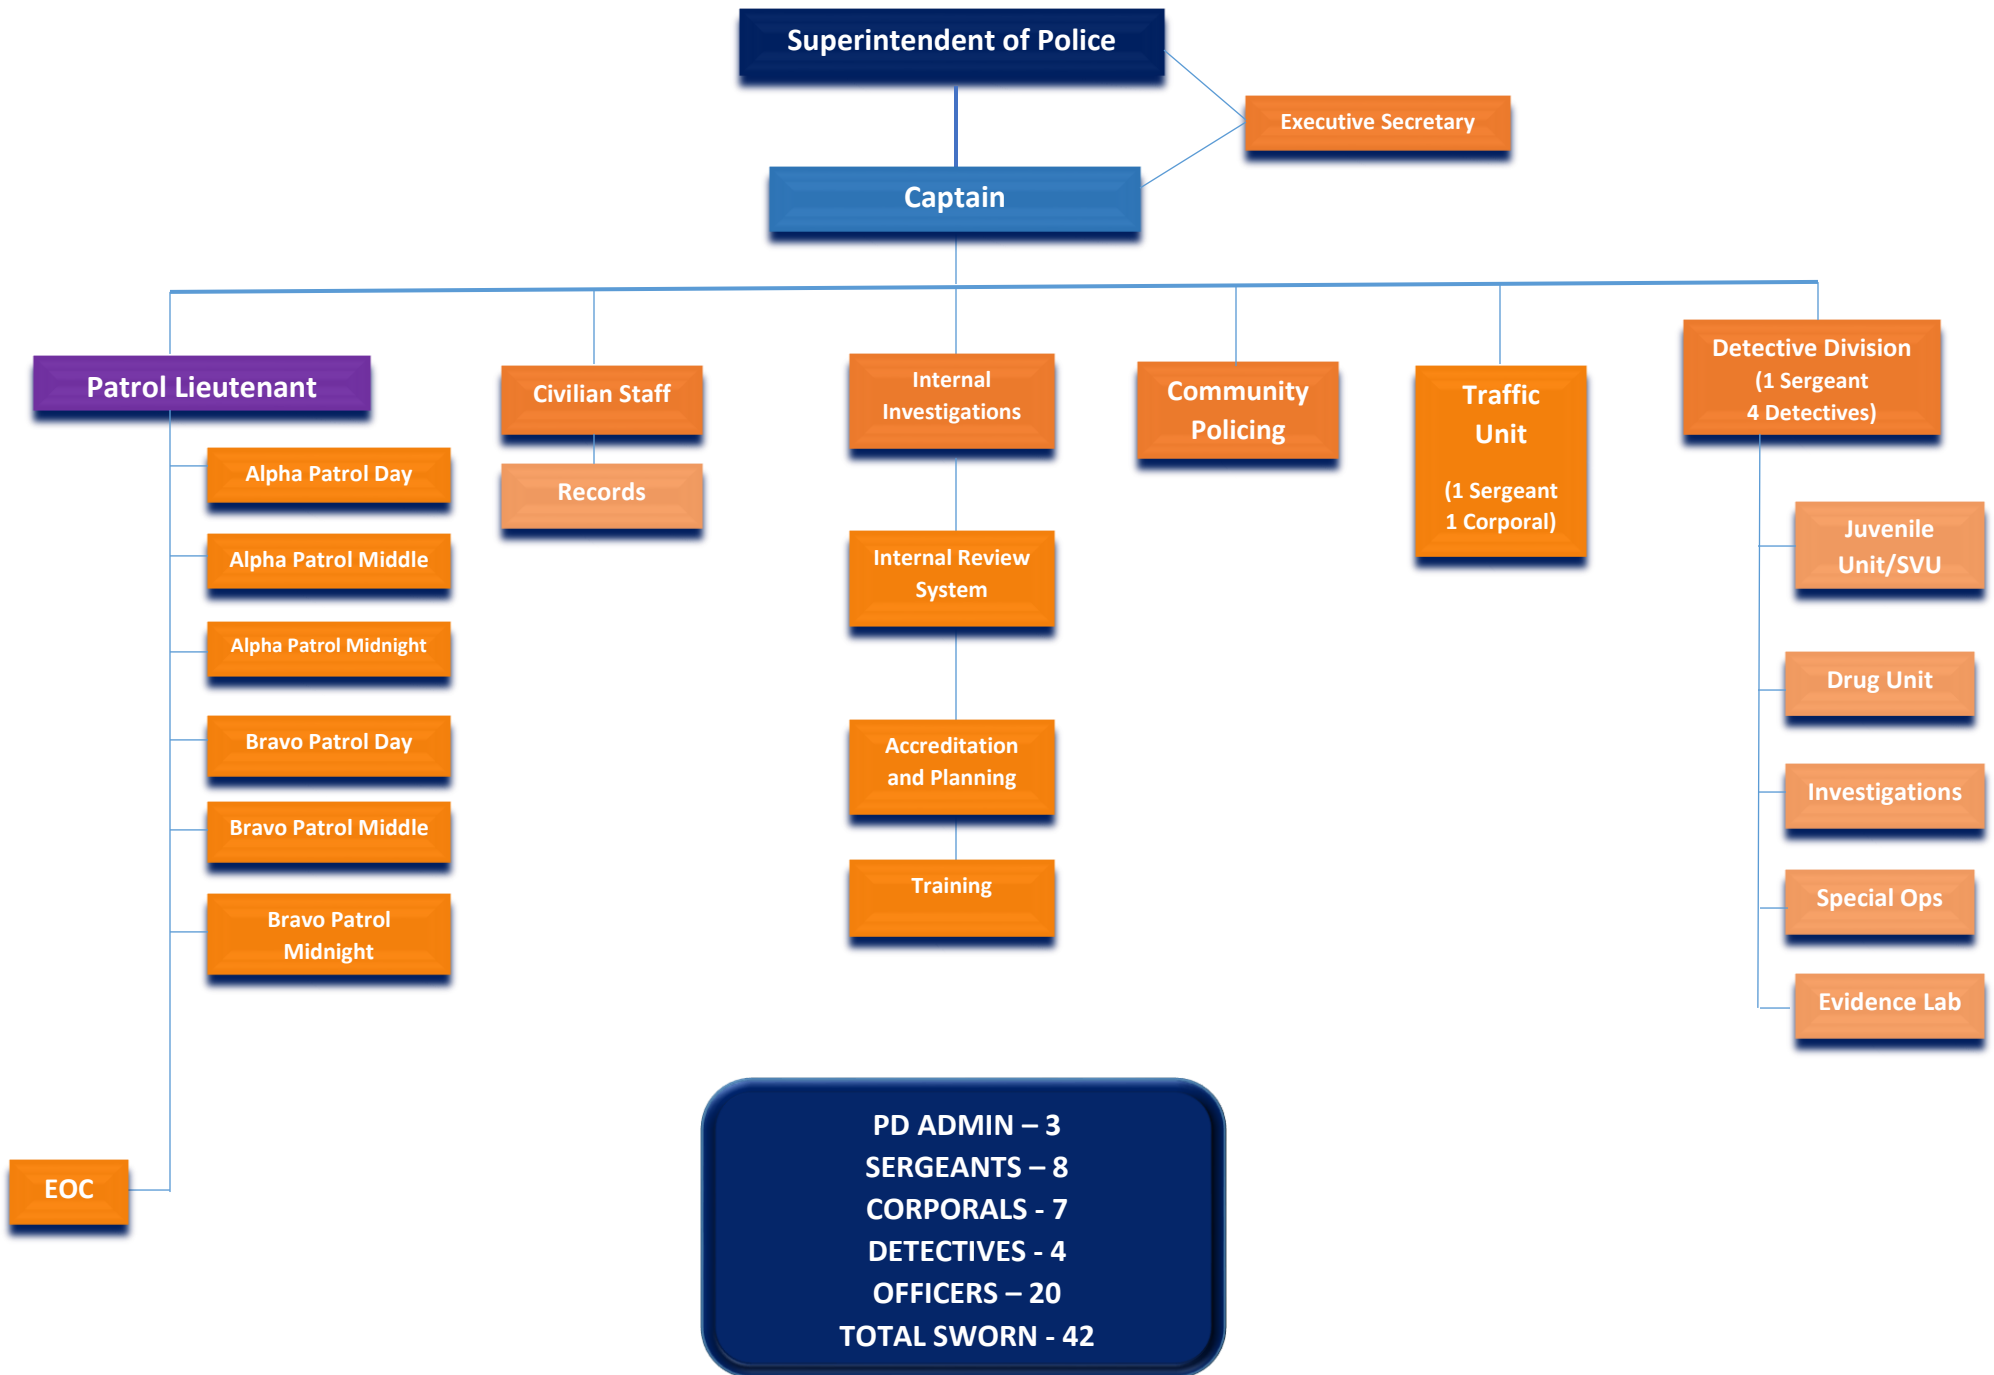 Superintendent of Police
Executive Secretary
Captain
Patrol Lieutenant
Alpha Patrol Day
Alpha Patrol Middle
Alpha Patrol Midnight
Bravo Patrol Day
Bravo Patrol Middle
Bravo Patrol
Midnight
EOC
Civilian Staff
Records
Internal
Investigations
Internal Review
System
Accreditation
and Planning
Training
Community
Policing
Traffic
Unit
(1 Sergeant
1 Corporal)
Detective Division
(1 Sergeant
4 Detectives)
Juvenile
Unit/SVU
Drug Unit
Investigations
Special Ops
Evidence Lab
PD ADMIN – 3
SERGEANTS – 8
CORPORALS - 7
DETECTIVES - 4
OFFICERS – 20
TOTAL SWORN - 42